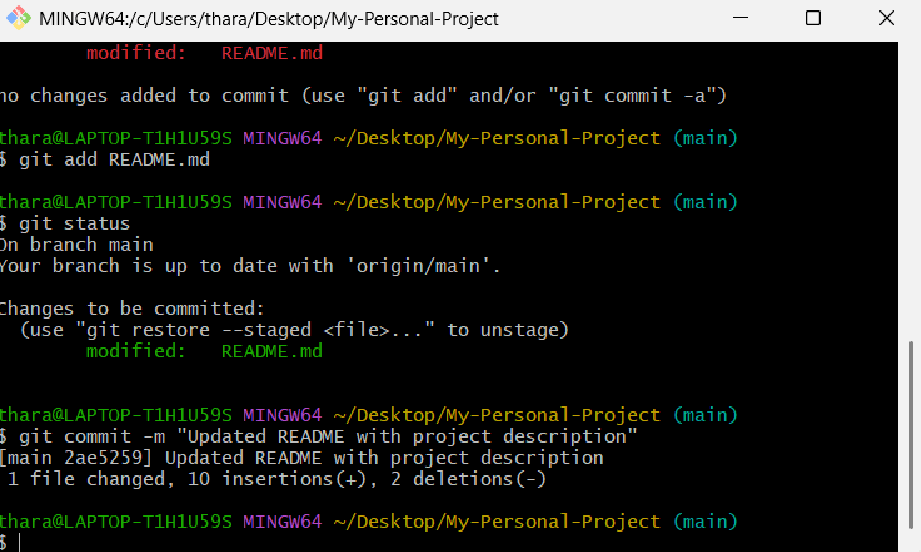 MINGW64:/c/Users/thara/Desktop/My-Personal-Project
modified:   README.md
no changes added to commit (use "git add" and/or "git commit -a")
thara@LAPTOP-T1H1U59S MINGW64 ~/Desktop/My-Personal-Project (main)
$ git add README.md
thara@LAPTOP-T1H1U59S MINGW64 ~/Desktop/My-Personal-Project (main)
$ git status
On branch main
Your branch is up to date with 'origin/main'.
Changes to be committed:
(use "git restore --staged <file>..." to unstage)
modified:   README.md
thara@LAPTOP-T1H1U59S MINGW64 ~/Desktop/My-Personal-Project (main)
$ git commit -m "Updated README with project description"
[main 2ae5259] Updated README with project description
1 file changed, 10 insertions(+), 2 deletions(-)
thara@LAPTOP-T1H1U59S MINGW64 ~/Desktop/My-Personal-Project (main)
$